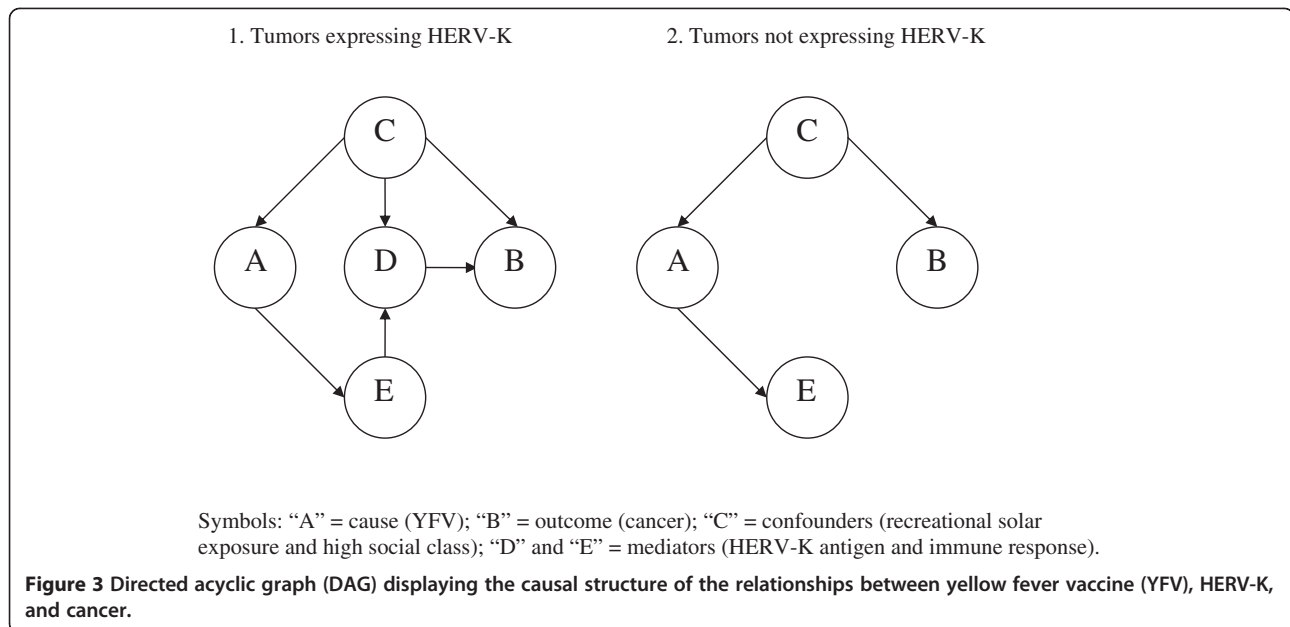 1. Tumors expressing HERV-K
2. Tumors not expressing HERV-K
C
A
D
B
E
C
A
B
E
Symbols: “A” = cause (YFV); “B” = outcome (cancer); “C” = confounders (recreational solar
exposure and high social class); “D” and “E” = mediators (HERV-K antigen and immune response).
Figure 3 Directed acyclic graph (DAG) displaying the causal structure of the relationships between yellow fever vaccine (YFV), HERV-K,
and cancer.